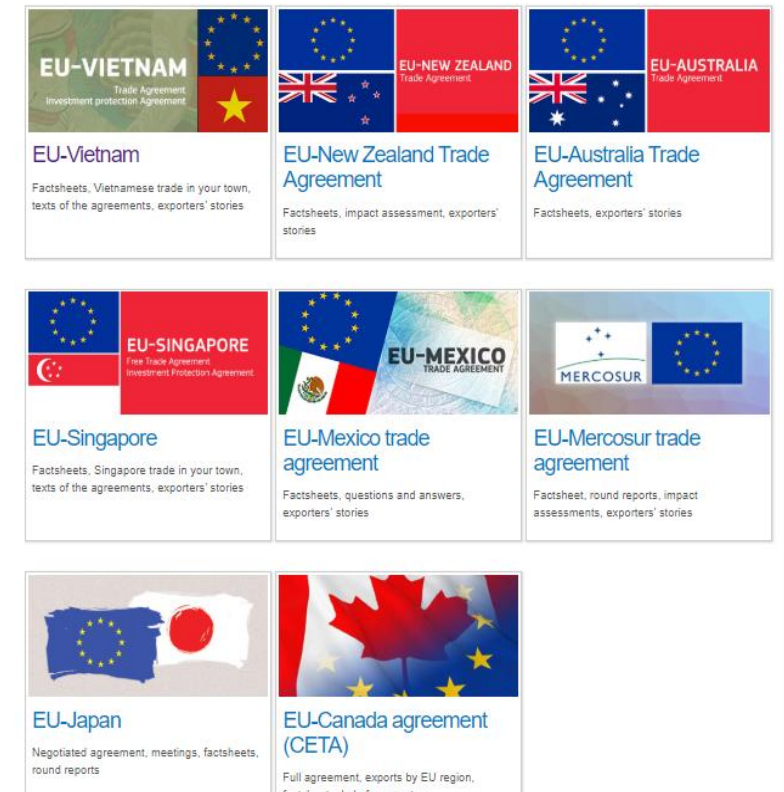 EU-VIETNAM
Trade Agreement
Investment protection Agreement
EU-NEW ZEALAND
Trade Agreement
EU-AUSTRALIA
Trade Agreement
EU-Vietnam
Factsheets, Vietnamese trade in your town,
texts of the agreements, exporters' stories
EU-New Zealand Trade
Agreement
Factsheets, impact assessment, exporters'
stories
EU-Australia Trade
Agreement
Factsheets, exporters' stories
EU-SINGAPORE
Free Trade Agreement
Investment Protection Agreement
EU-MEXICO
TRADE AGREEMENT
MERCOSUR
EU-Singapore
Factsheets, Singapore trade in your town,
texts of the agreements, exporters' stories
EU-Mexico trade
agreement
Factsheets, questions and answers,
exporters' stories
EU-Mercosur trade
agreement
Factsheet, round reports, impact
assessments, exporters' stories
EU-Japan
Negotiated agreement, meetings, factsheets,
round reports
EU-Canada agreement
(CETA)
Full agreement, exports by EU region,